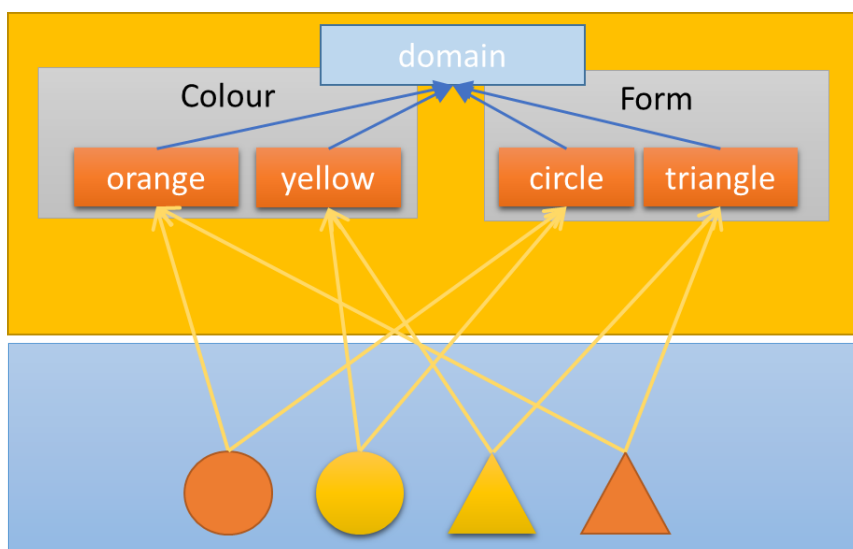 domain
Colour
Form
orange
yellow
circle
triangle